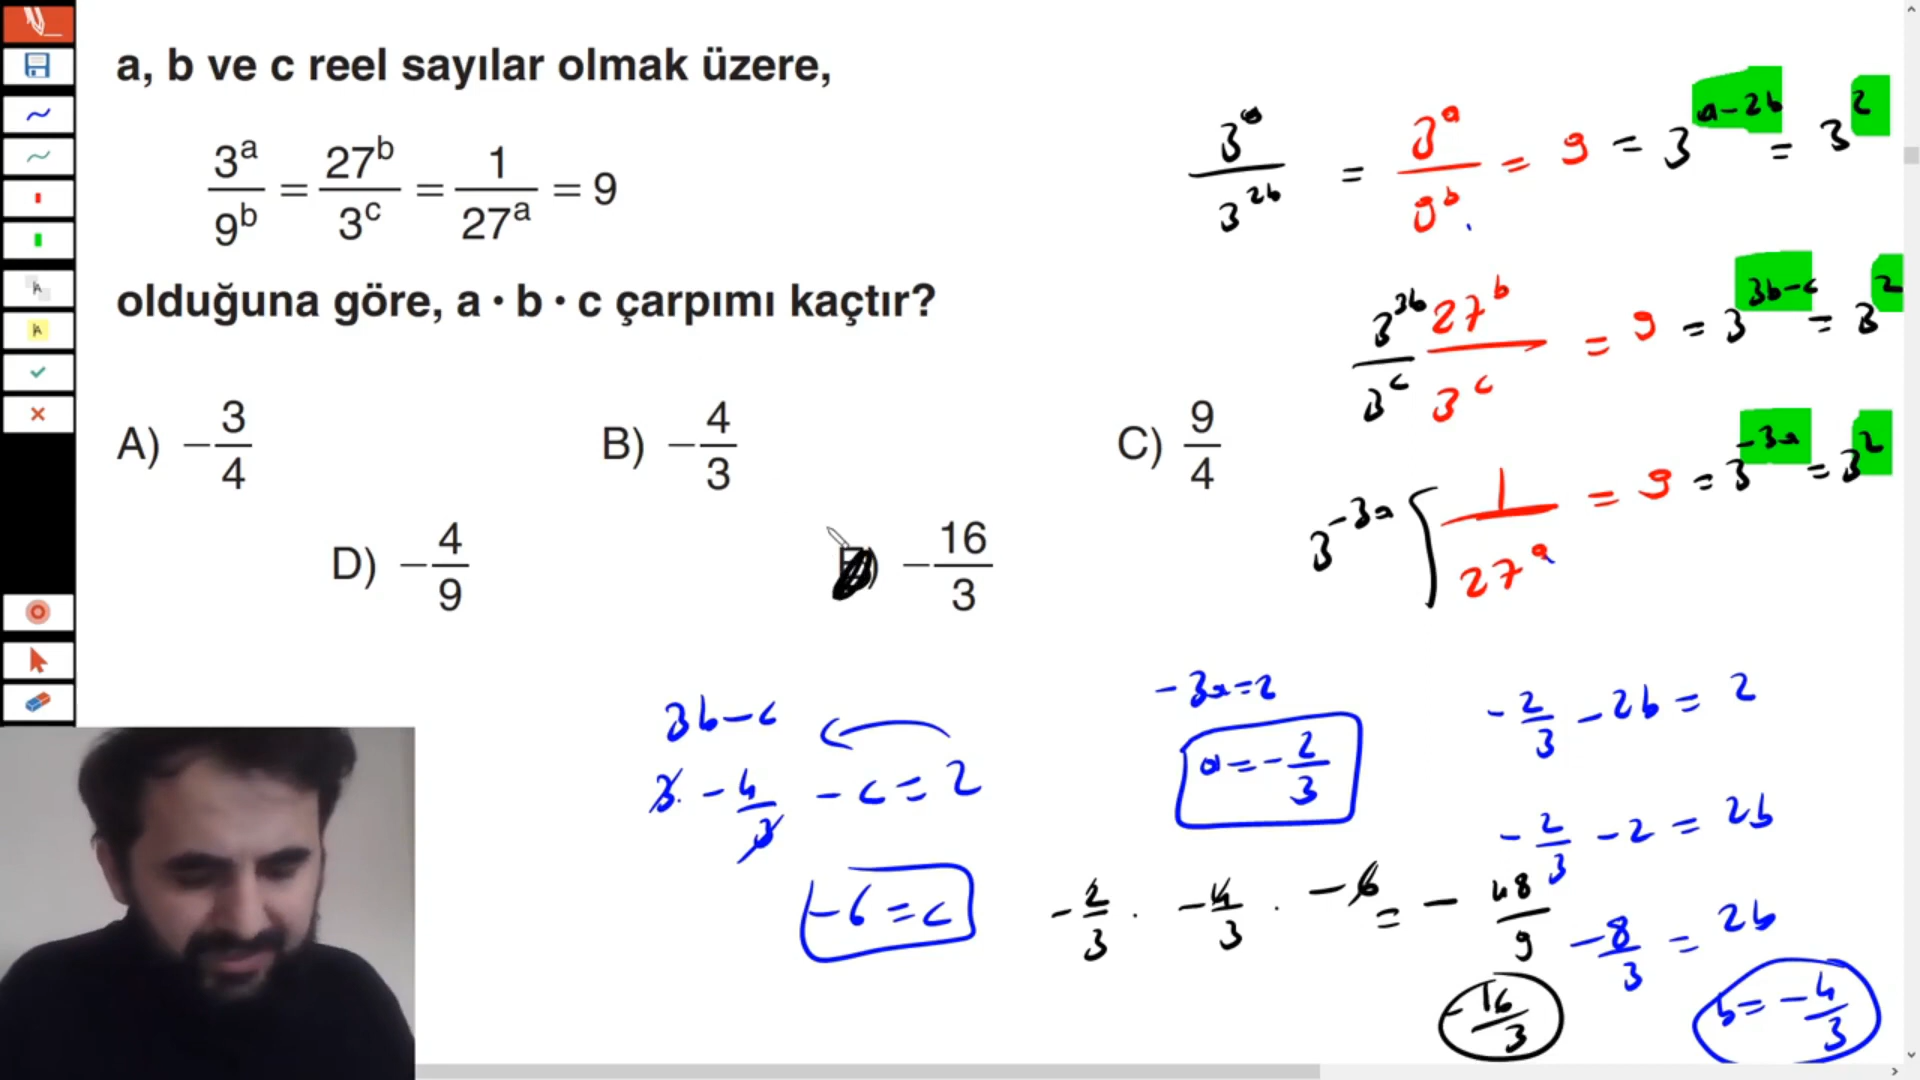 a, b ve c reel sayılar olmak üzere,
3^a/9^b = 27^b/3^c = 1/27^a = 9
olduğuna göre, a · b · c çarpımı kaçtır?
A) -3/4
B) -4/3
C) 9/4
D) -4/9
E) -16/3
3^a/3^2b = 3^a/9^b = 9 = 3^a-2b = 3^2
3^3b/3^c 27^b/3^c = 9 = 3^3b-c = 3^2
3^-3a 1/27^a = 9 = 3^-3a = 3^2
3b-c
3 · -4/3 - c = 2
-6 = c
-3a=2
a=-2/3
-2/3 - 2b = 2
-2/3 - 2 = 2b
-8/3 = 2b
b = -4/3
-2/3 · -4/3 · -6 = -48/9
-16/3